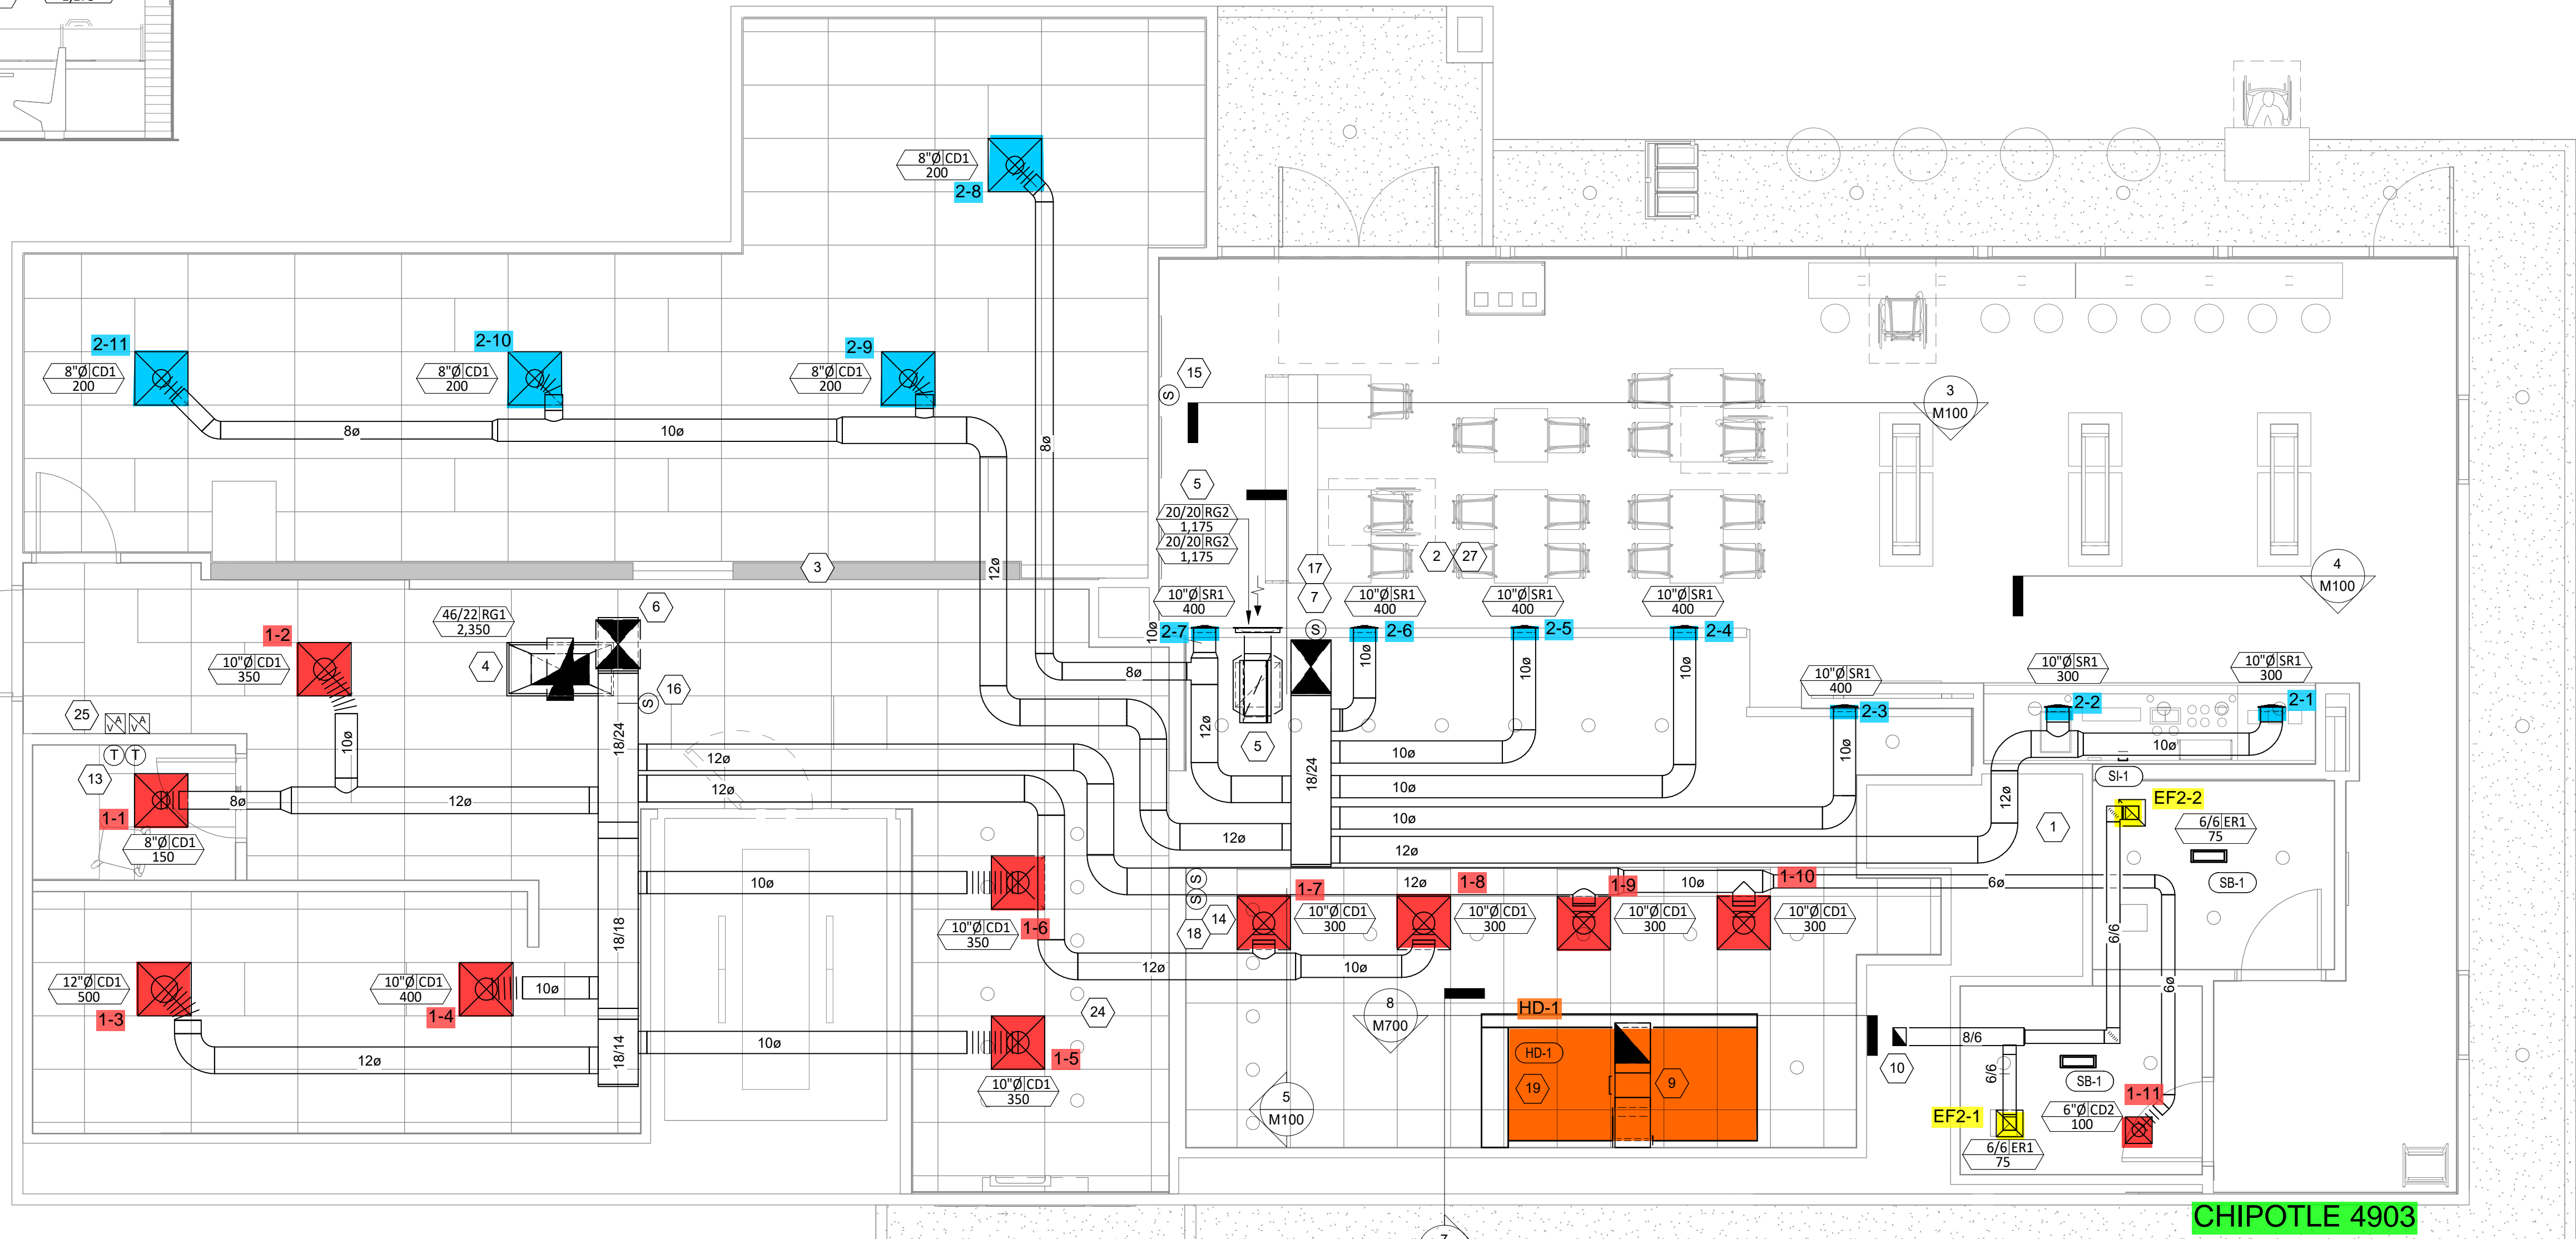 8"Ø CD1
200
2-8
2-11
8"Ø CD1
200
2-10
8"Ø CD1
200
2-9
8"Ø CD1
200
8ø
10ø
8ø
12ø
15
S
3
M100
5
20/20 RG2
1,175
20/20 RG2
1,175
2
27
17
7
3
4
M100
10"Ø SR1
400
10"Ø SR1
400
10"Ø SR1
400
10"Ø SR1
400
2-7
2-6
2-5
2-4
S
10ø
10ø
10ø
10ø
46/22 RG1
2,350
6
4
16
S
1-2
10"Ø CD1
350
25
V A
V A
T
T
13
10ø
8ø
12ø
1-1
8"Ø CD1
150
18/24
18/18
18/14
8ø
12ø
5
18/24
10"Ø SR1
400
2-3
10"Ø SR1
300
2-2
10"Ø SR1
300
2-1
10ø
10ø
12ø
10ø
10ø
10ø
12ø
12ø
12ø
12ø
SI-1
EF2-2
6/6 ER1
75
SB-1
1
10ø
10"Ø CD1
350
1-6
S
S
14
18
1-7
10"Ø CD1
300
12ø
1-8
10"Ø CD1
300
1-9
10"Ø CD1
300
10ø
1-10
10"Ø CD1
300
6ø
6/6
6ø
12ø
10ø
12"Ø CD1
500
1-3
10"Ø CD1
400
1-4
10ø
12ø
10ø
24
1-5
10"Ø CD1
350
8
M700
5
M100
HD-1
HD-1
19
9
10
8/6
6/6
SB-1
EF2-1
6/6 ER1
75
6"Ø CD2
100
1-11
7
CHIPOTLE 4903